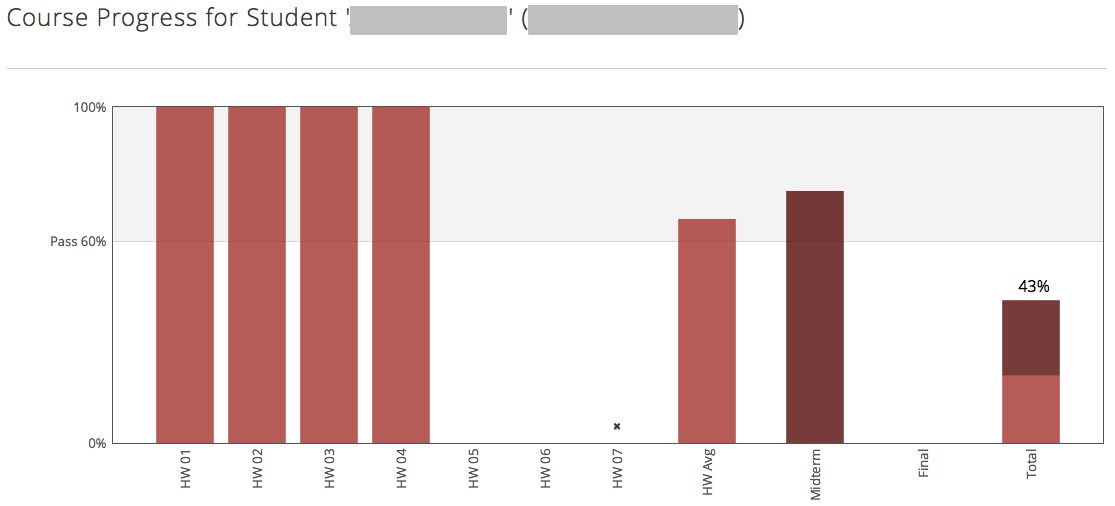 Course Progress for Student ' ' ( )
100%
Pass 60%
43%
0%
HW 01
HW 02
HW 03
HW 04
HW 05
HW 06
HW 07
HW Avg
Midterm
Final
Total